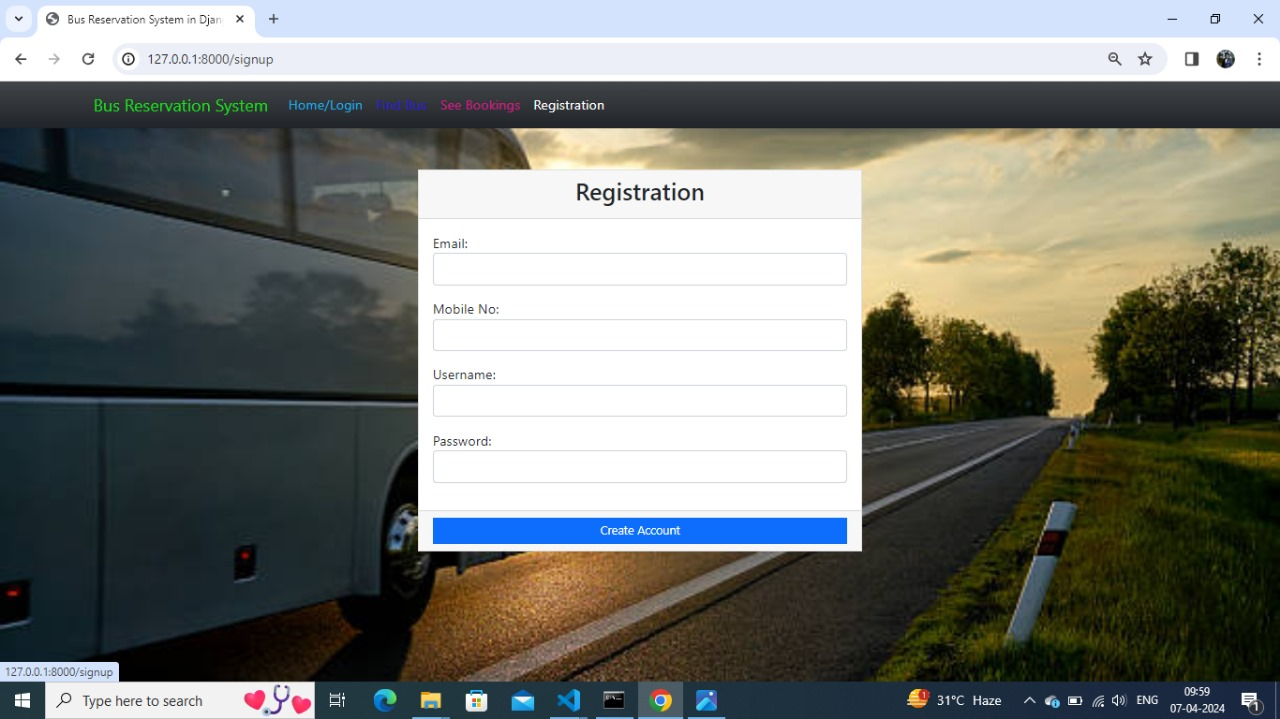 Bus Reservation System in Djan
127.0.0.1:8000/signup
Bus Reservation System Home/Login Find Bus See Bookings Registration
Registration
Email:
Mobile No:
Username:
Password:
Create Account
127.0.0.1:8000/signup
Type here to search
1
31°C Haze
ENG
09:59
07-04-2024
1